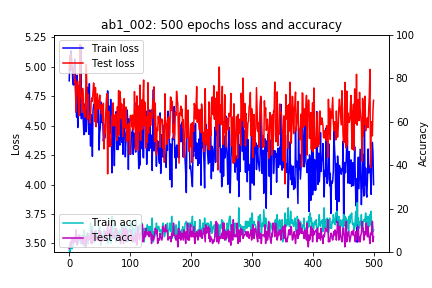 ab1_002: 500 epochs loss and accuracy
5.25
5.00
4.75
4.50
4.25
4.00
3.75
3.50
Loss
Train loss
Test loss
Train acc
Test acc
100
80
60
40
20
0
Accuracy
0
100
200
300
400
500